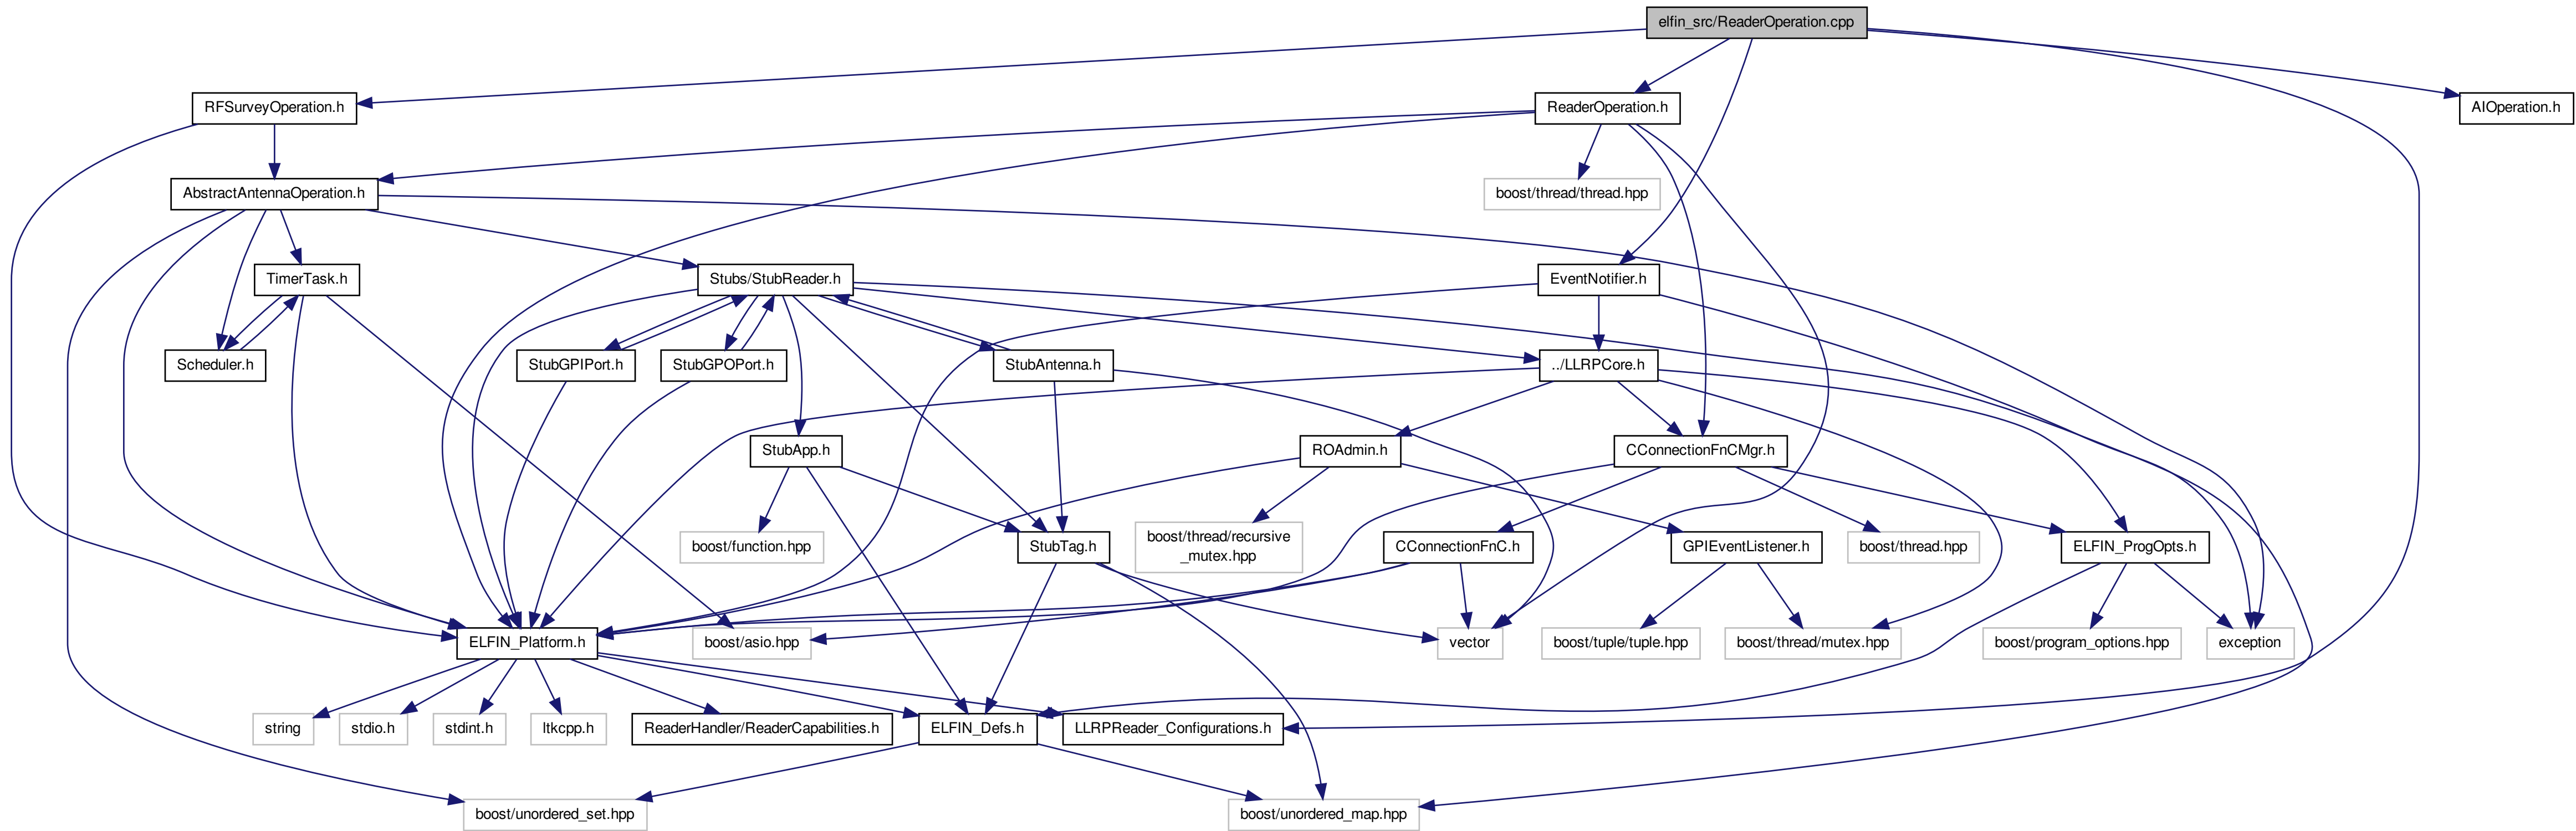 elfin_src/ReaderOperation.cpp
RFSurveyOperation.h
ReaderOperation.h
AIOperation.h
AbstractAntennaOperation.h
boost/thread/thread.hpp
TimerTask.h
Stubs/StubReader.h
EventNotifier.h
Scheduler.h
StubGPIPort.h
StubGPOPort.h
StubAntenna.h
../LLRPCore.h
StubApp.h
ROAdmin.h
CConnectionFnCMgr.h
boost/function.hpp
StubTag.h
boost/thread/recursive
_mutex.hpp
CConnectionFnC.h
GPIEventListener.h
boost/thread.hpp
ELFIN_ProgOpts.h
ELFIN_Platform.h
boost/asio.hpp
vector
boost/tuple/tuple.hpp
boost/thread/mutex.hpp
boost/program_options.hpp
exception
string
stdio.h
stdint.h
ltkcpp.h
ReaderHandler/ReaderCapabilities.h
ELFIN_Defs.h
LLRPReader_Configurations.h
boost/unordered_set.hpp
boost/unordered_map.hpp